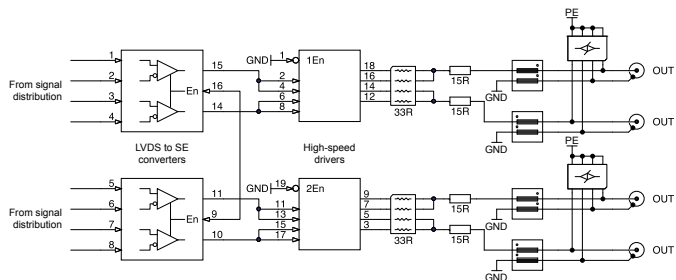 PE
1 15 GND 1 1En 18 OUT
From signal
distribution
2 16 En 2 16 15R
3 4 14 GND
6 12
4 14 8 33R 15R OUT
LVDS to SE
converters
High-speed
drivers
GND
PE
5 11 GND 19 2En 9 OUT
From signal
distribution
6 9 En 11 7 15R
7 13 5 GND
15 3
8 10 17 33R 15R OUT
GND